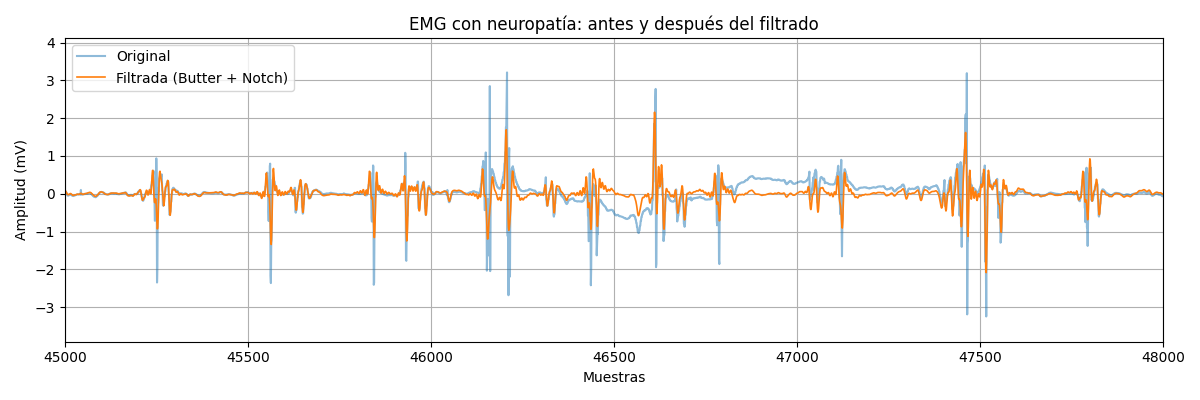 EMG con neuropatía: antes y después del filtrado
Original
Filtrada (Butter + Notch)
Amplitud (mV)
4
3
2
1
0
−1
−2
−3
45000 45500 46000 46500 47000 47500 48000
Muestras